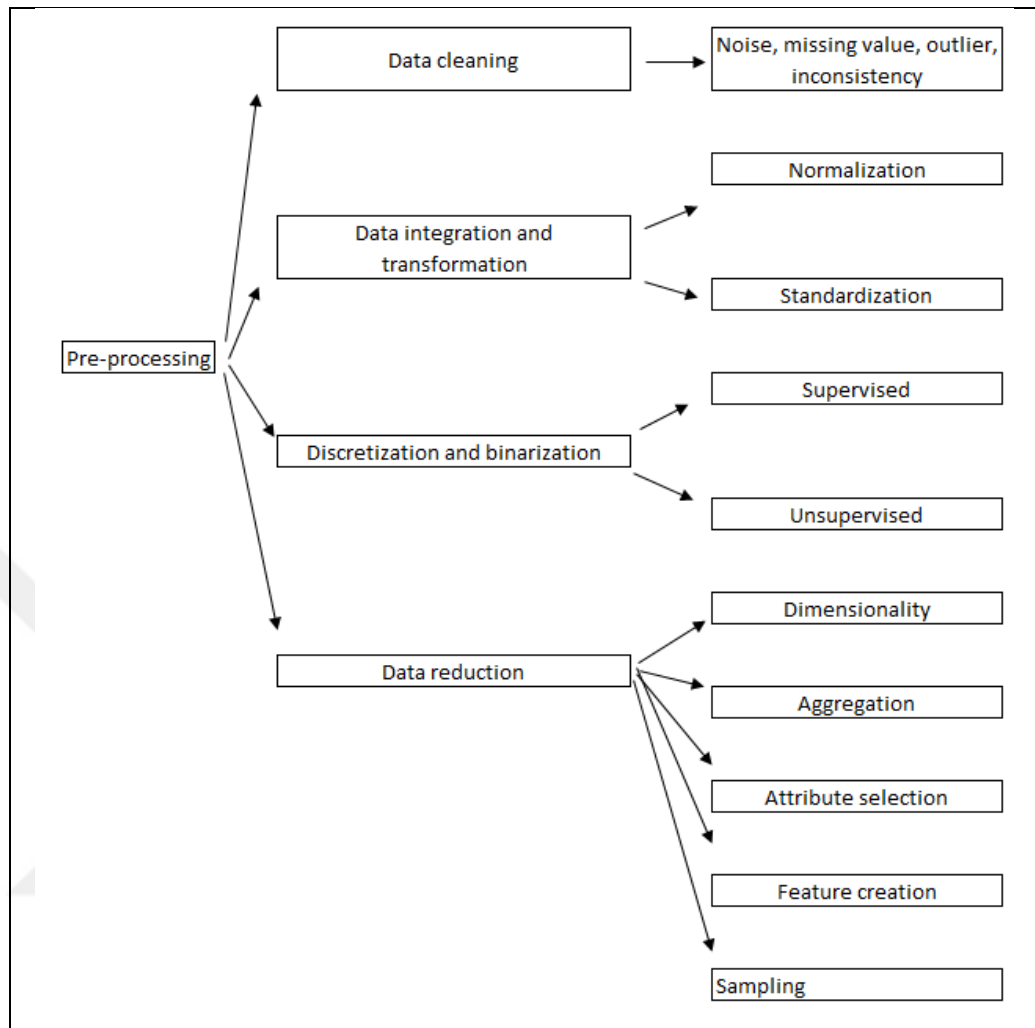 Data cleaning
Noise, missing value, outlier,
inconsistency
Normalization
Data integration and
transformation
Standardization
Pre-processing
Supervised
Discretization and binarization
Unsupervised
Dimensionality
Data reduction
Aggregation
Attribute selection
Feature creation
Sampling